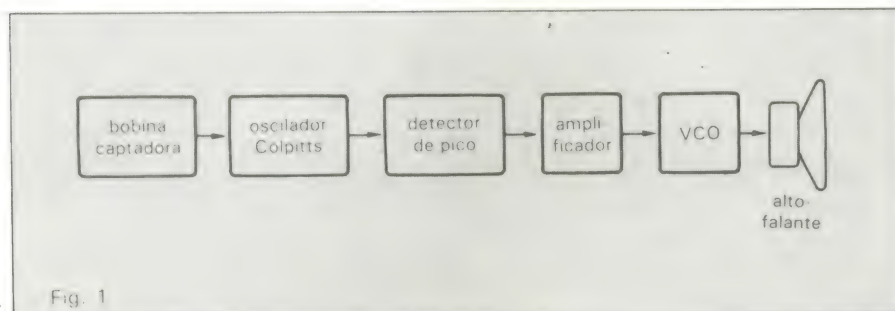 bobina
captadora
oscilador
Colpitts
detector
de pico
ampli-
ficador
VCO
alto-
falante
Fig. 1